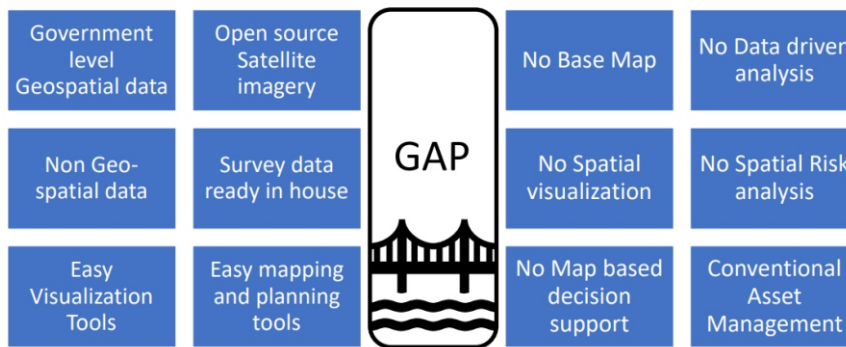 Government
level
Geospatial data
Open source
Satellite
imagery
No Base Map
No Data driven
analysis
Non Geo-
spatial data
Survey data
ready in house
GAP
No Spatial
visualization
No Spatial Risk
analysis
Easy
Visualization
Tools
Easy mapping
and planning
tools
No Map based
decision
support
Conventional
Asset
Management